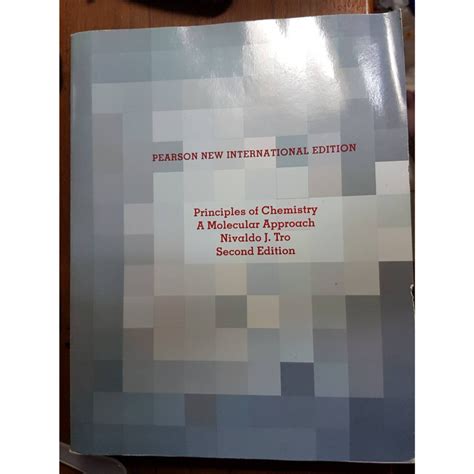 PEARSON NEW INTERNATIONAL EDITION
Principles of Chemistry
A Molecular Approach
Nivaldo J. Tro
Second Edition